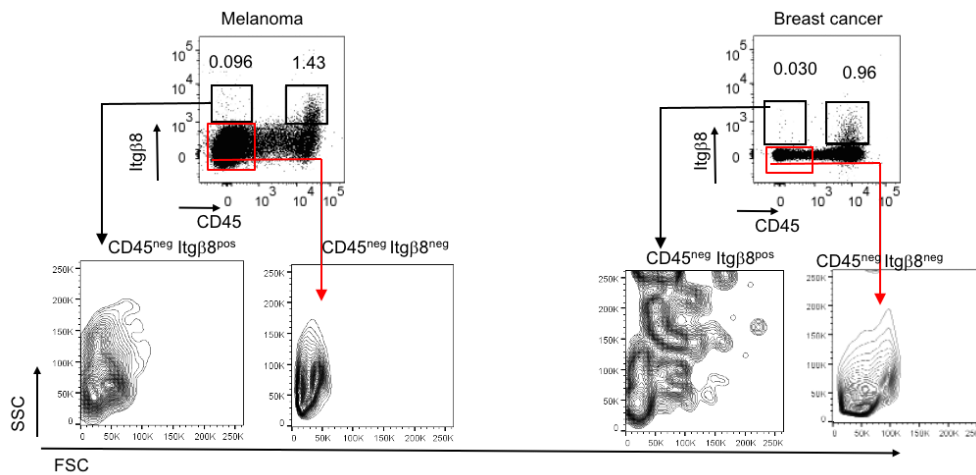 Melanoma
Breast cancer
0.096 1.43
0.030 0.96
10^5
10^4
10^3
0
Itgβ8
0 10^3 10^4 10^5
CD45
10^5
10^4
10^3
0
Itgβ8
0 10^3 10^4 10^5
CD45
CD45^neg Itgβ8^pos
CD45^neg Itgβ8^neg
CD45^neg Itgβ8^pos
CD45^neg Itgβ8^neg
250K
200K
150K
100K
50K
0
0 50K 100K 150K 200K 250K
250K
200K
150K
100K
50K
0
0 50K 100K 150K 200K 250K
250K
200K
150K
100K
50K
0
0 50K 100K 150K 200K 250K
250K
200K
150K
100K
50K
0
0 50K 100K 150K 200K 250K
SSC
FSC